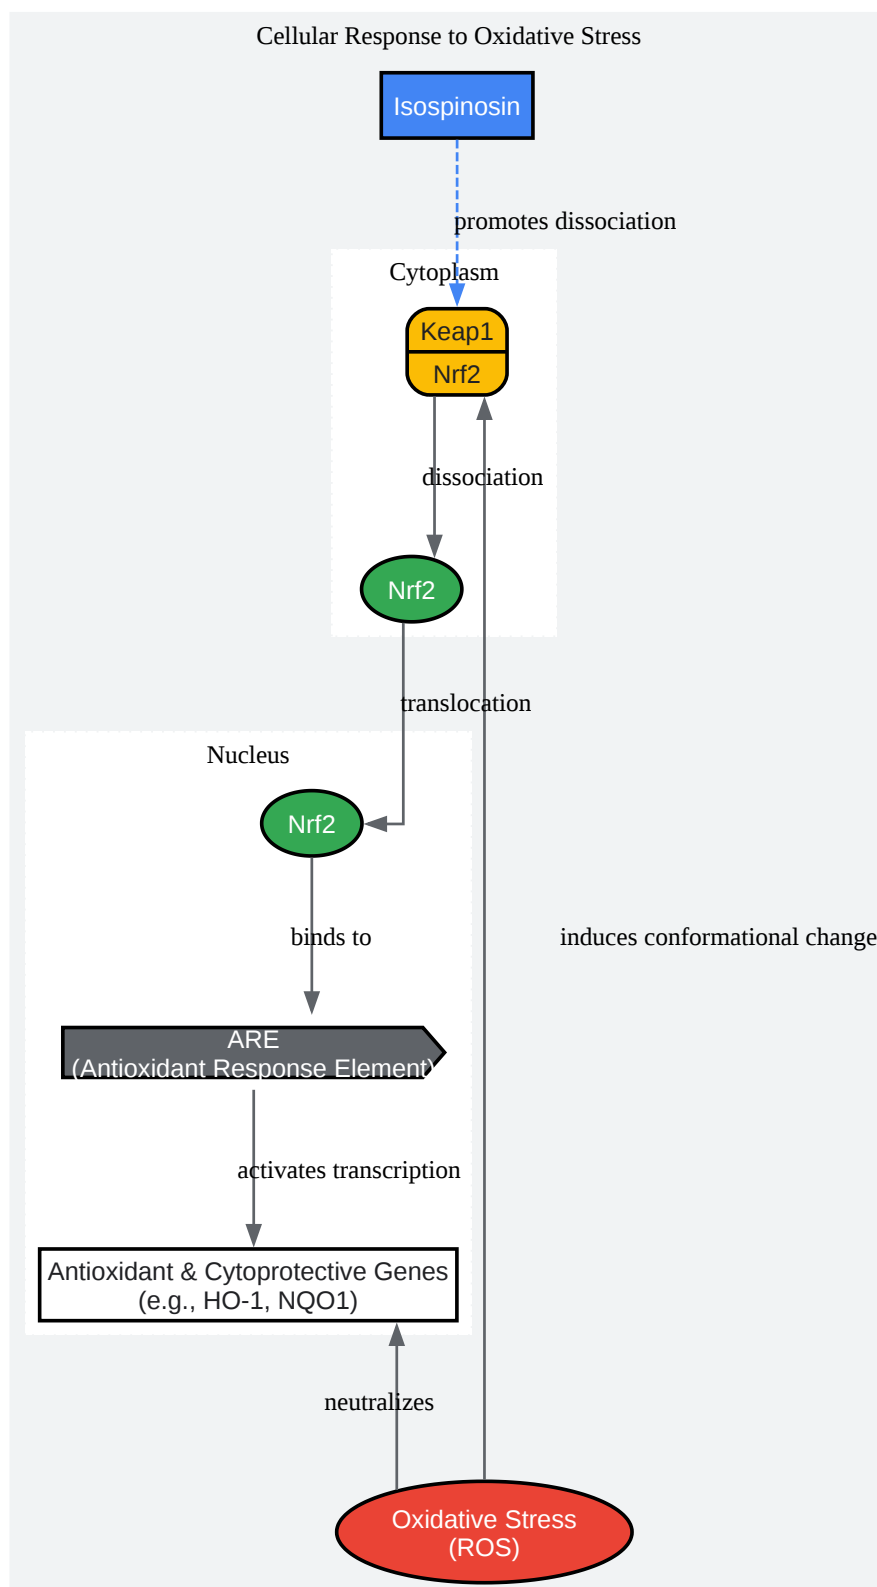 Cellular Response to Oxidative Stress
Isospinosin
promotes dissociation
Cytoplasm
Keap1
Nrf2
dissociation
Nrf2
translocation
Nucleus
Nrf2
binds to
induces conformational change
ARE
(Antioxidant Response Element)
activates transcription
Antioxidant & Cytoprotective Genes
(e.g., HO-1, NQO1)
neutralizes
Oxidative Stress
(ROS)